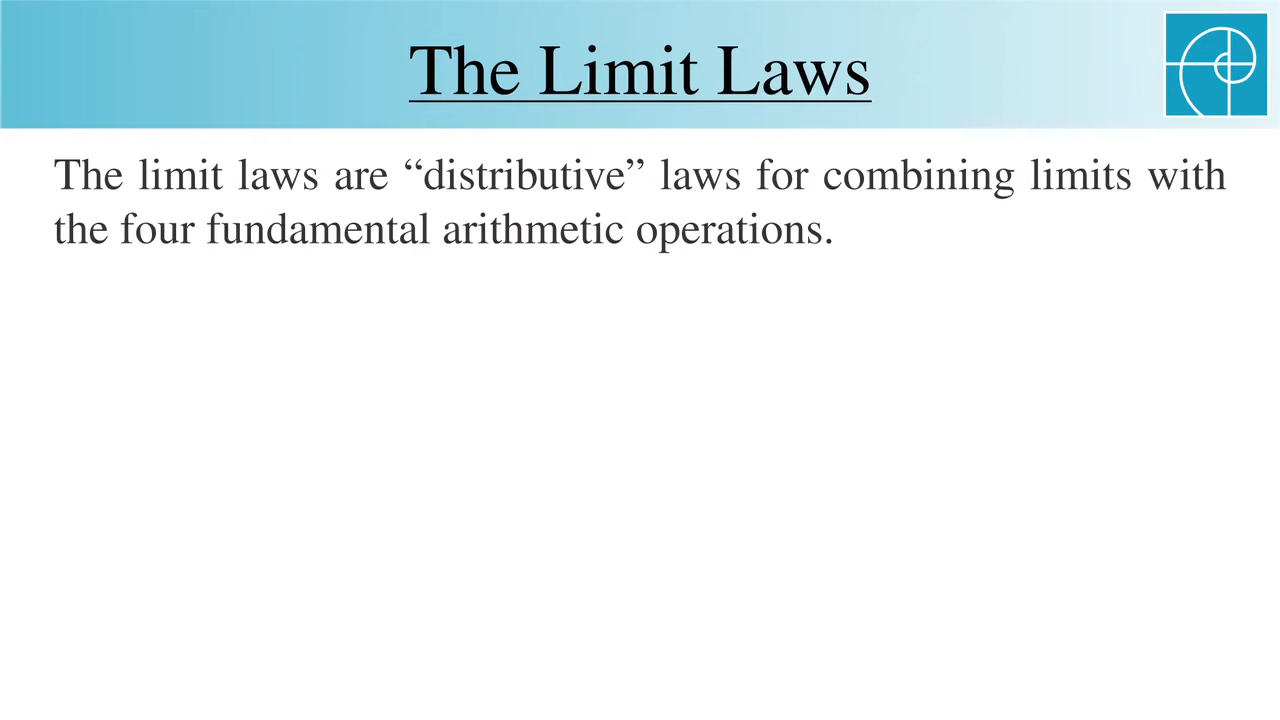 The Limit Laws
The limit laws are “distributive” laws for combining limits with
the four fundamental arithmetic operations.